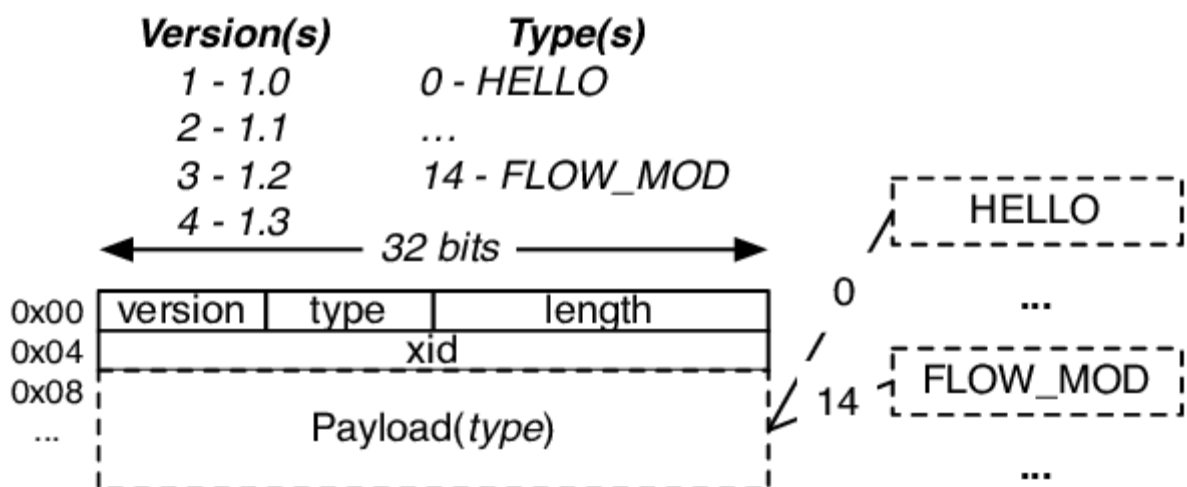 Version(s) Type(s)
1 - 1.0 0 - HELLO
2 - 1.1 ...
3 - 1.2 14 - FLOW_MOD
4 - 1.3
32 bits
HELLO
0
...
0x00 version type length
0x04 xid
0x08
FLOW_MOD
14
... Payload(type)
...